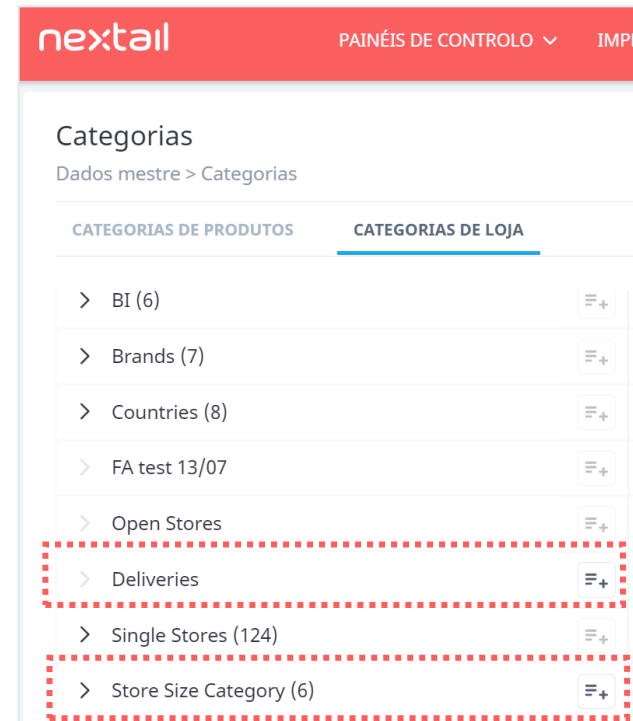 nextail
PAINÉIS DE CONTROLO
Categorias
Dados mestre > Categorias
CATEGORIAS DE PRODUTOS CATEGORIAS DE LOJA
BI (6)
Brands (7)
Countries (8)
FA test 13/07
Open Stores
Deliveries
Single Stores (124)
Store Size Category (6)